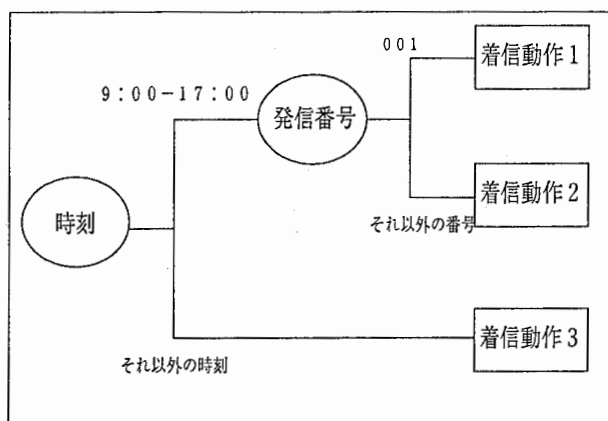 001
着信動作1
9:00-17:00
発信番号
着信動作2
それ以外の番号
時刻
着信動作3
それ以外の時刻